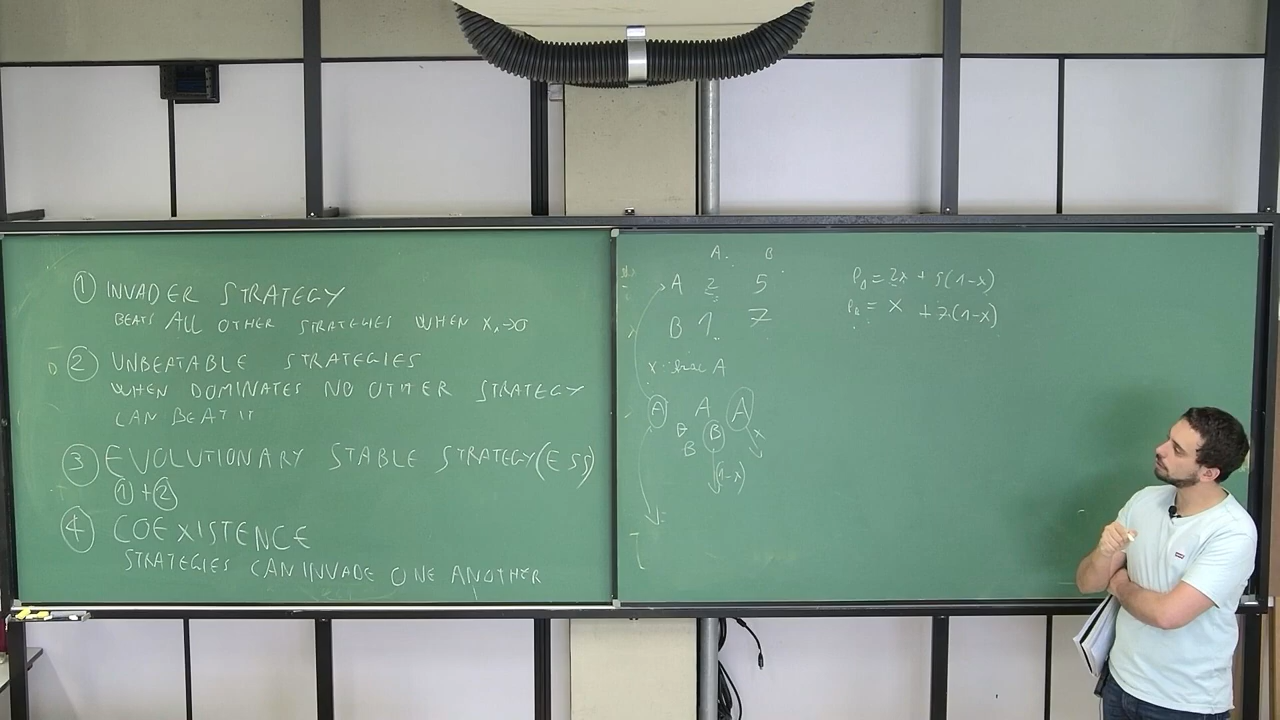 ① INVADER STRATEGY
BEATS ALL OTHER STRATEGIES WHEN X→0
② UNBEATABLE STRATEGIES
WHEN DOMINATES NO OTHER STRATEGY
CAN BEAT IT
③ EVOLUTIONARY STABLE STRATEGY (ESS)
① + ②
④ COEXISTENCE
STRATEGIES CAN INVADE ONE ANOTHER
A B
A 2 5
B 1 7
P_A = 2x + 5(1-x)
P_B = x + 7(1-x)
A
A A A
B B
B
x
(1-x)